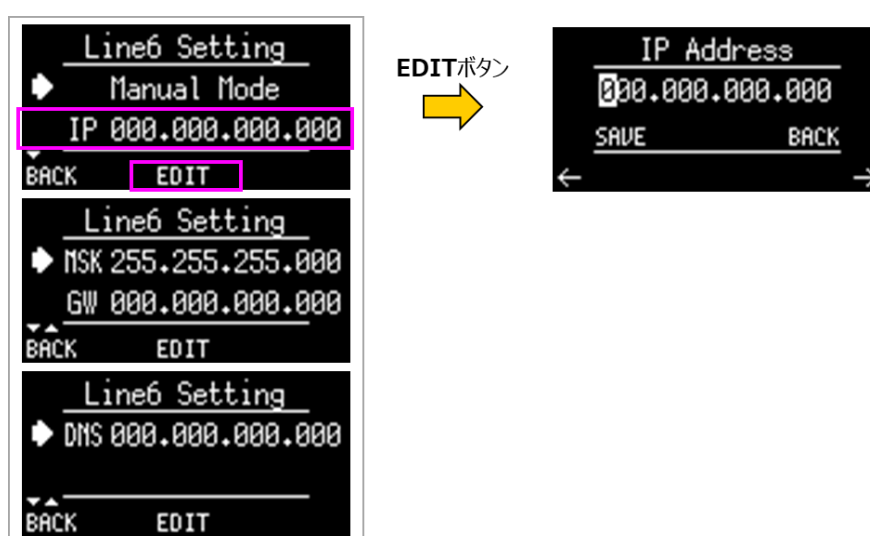 Line6 Setting
Manual Mode
IP 000.000.000.000
BACK EDIT
Line6 Setting
MSK 255.255.255.000
GW 000.000.000.000
BACK EDIT
Line6 Setting
DNS 000.000.000.000
BACK EDIT
EDITボタン
IP Address
000.000.000.000
SAVE BACK
← →